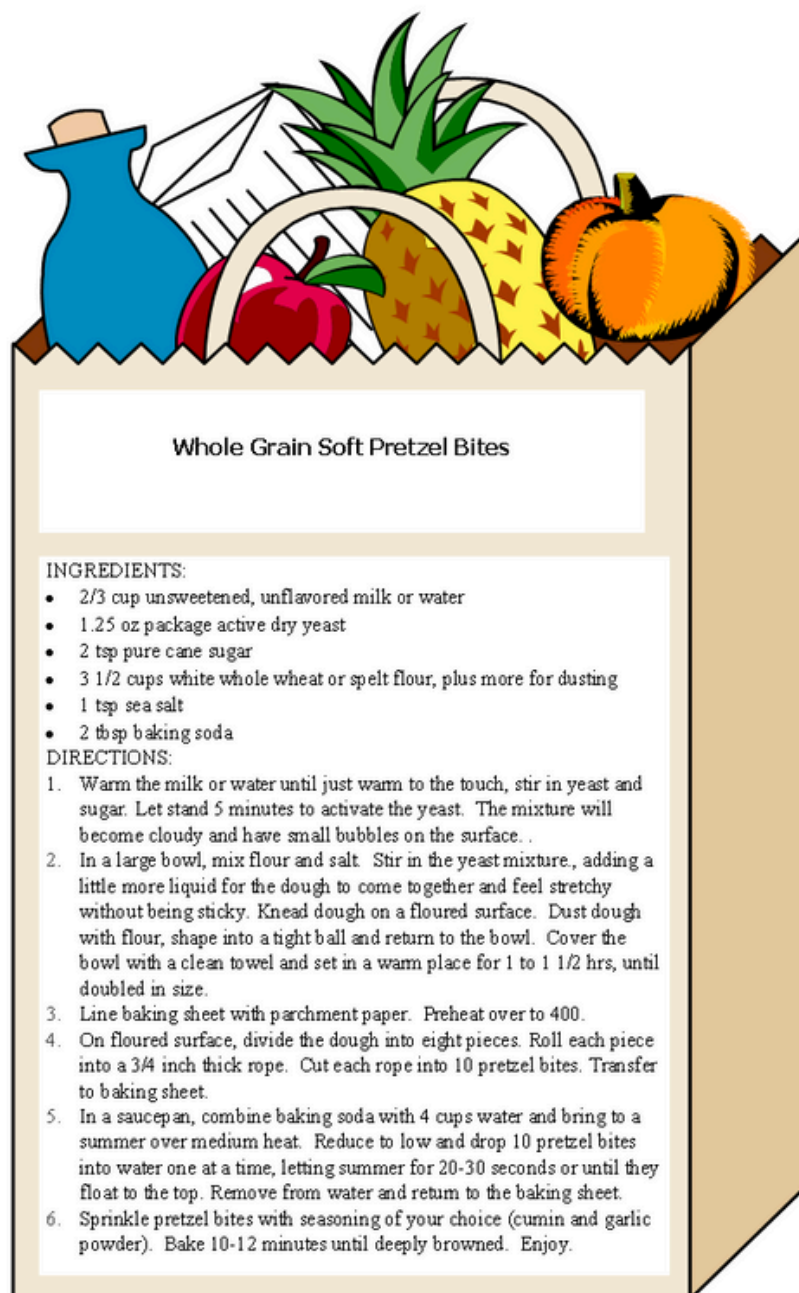 Whole Grain Soft Pretzel Bites
INGREDIENTS:
• 2/3 cup unsweetened, unflavored milk or water
• 1.25 oz package active dry yeast
• 2 tsp pure cane sugar
• 3 1/2 cups white whole wheat or spelt flour, plus more for dusting
• 1 tsp sea salt
• 2 tbsp baking soda
DIRECTIONS:
1. Warm the milk or water until just warm to the touch, stir in yeast and
sugar. Let stand 5 minutes to activate the yeast. The mixture will
become cloudy and have small bubbles on the surface. .
2. In a large bowl, mix flour and salt. Stir in the yeast mixture., adding a
little more liquid for the dough to come together and feel stretchy
without being sticky. Knead dough on a floured surface. Dust dough
with flour, shape into a tight ball and return to the bowl. Cover the
bowl with a clean towel and set in a warm place for 1 to 1 1/2 hrs, until
doubled in size.
3. Line baking sheet with parchment paper. Preheat over to 400.
4. On floured surface, divide the dough into eight pieces. Roll each piece
into a 3/4 inch thick rope. Cut each rope into 10 pretzel bites. Transfer
to baking sheet.
5. In a saucepan, combine baking soda with 4 cups water and bring to a
summer over medium heat. Reduce to low and drop 10 pretzel bites
into water one at a time, letting summer for 20-30 seconds or until they
float to the top. Remove from water and return to the baking sheet.
6. Sprinkle pretzel bites with seasoning of your choice (cumin and garlic
powder). Bake 10-12 minutes until deeply browned. Enjoy.